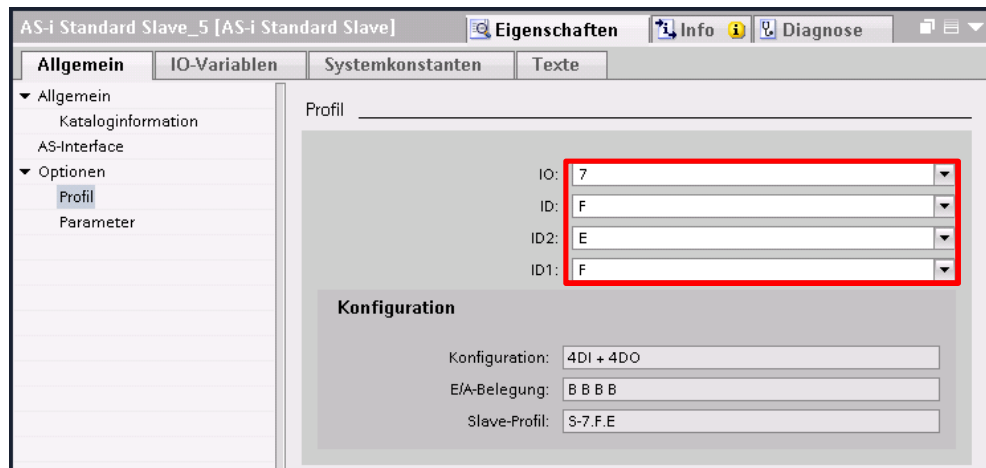 AS-i Standard Slave_5 [AS-i Standard Slave] Eigenschaften Info Diagnose
Allgemein IO-Variablen Systemkonstanten Texte
Allgemein
Kataloginformation
AS-Interface
Optionen
Profil
Parameter
Profil
IO: 7
ID: F
ID2: E
ID1: F
Konfiguration
Konfiguration: 4DI + 4DO
E/A-Belegung: B B B B
Slave-Profil: S-7.F.E